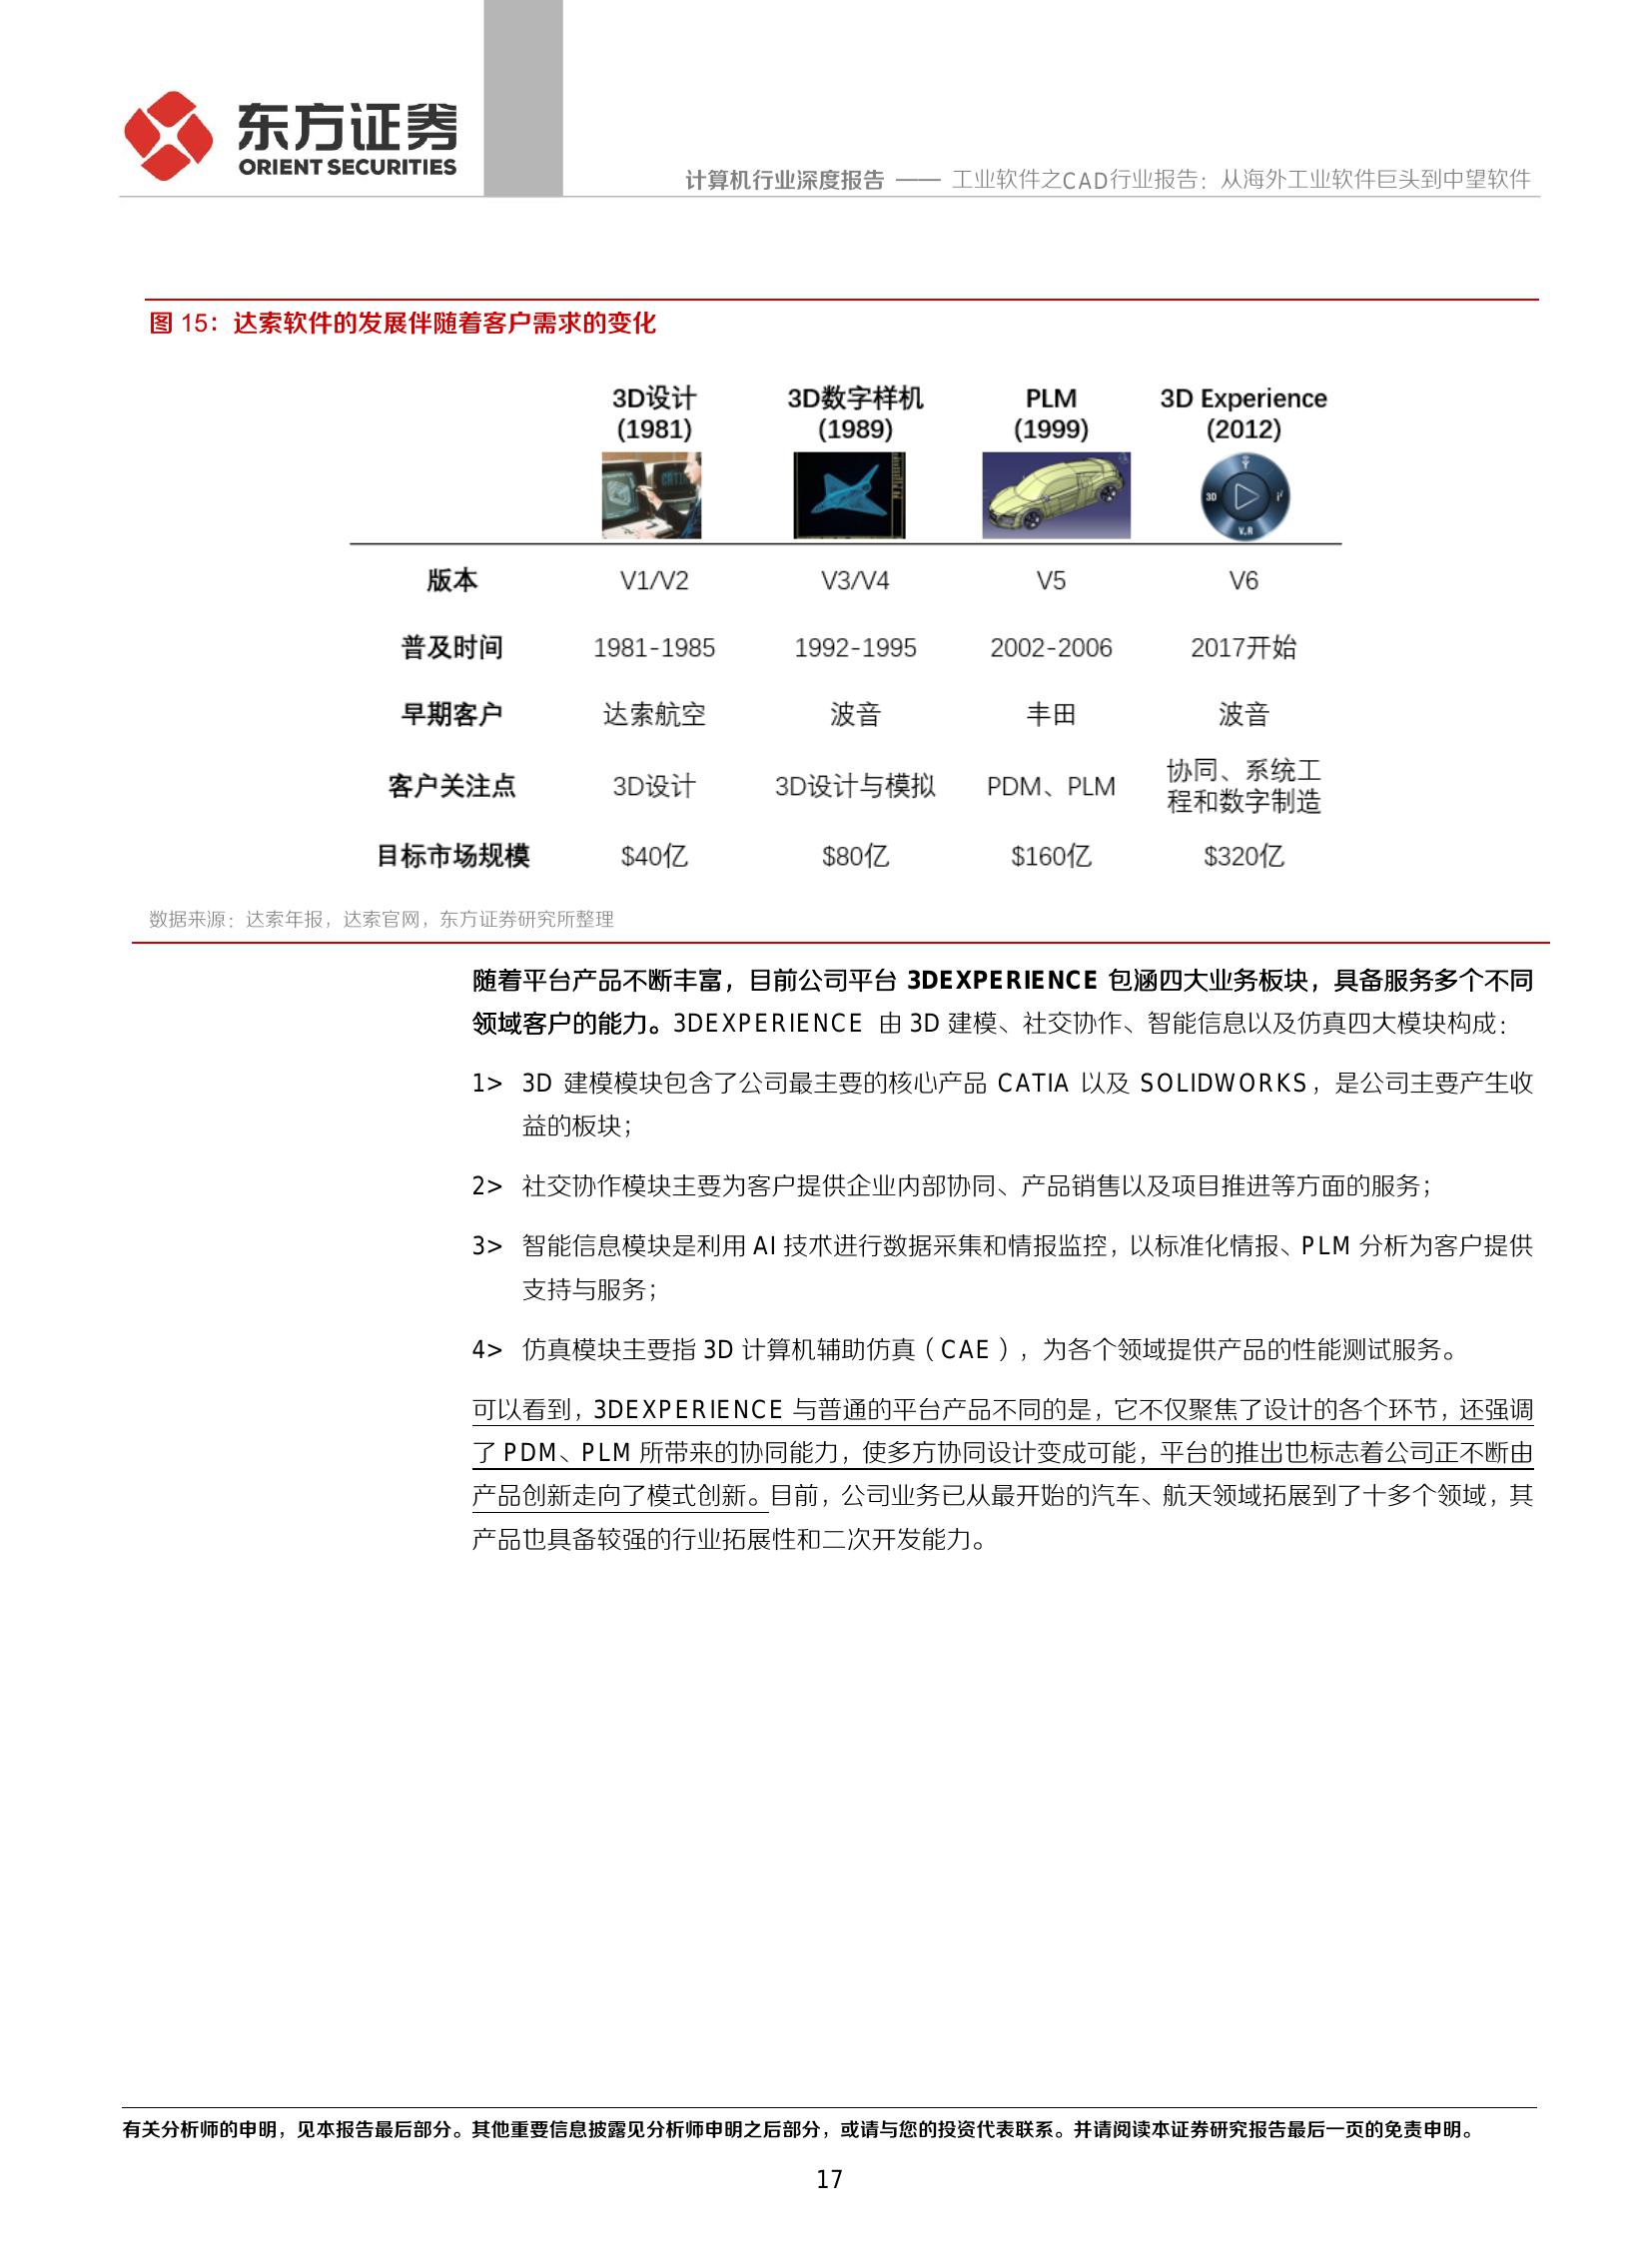 东方证券
ORIENT SECURITIES
计算机行业深度报告 —— 工业软件之CAD行业报告：从海外工业软件巨头到中望软件
图 15：达索软件的发展伴随着客户需求的变化
3D设计 3D数字样机 PLM 3D Experience
(1981) (1989) (1999) (2012)
版本 V1/V2 V3/V4 V5 V6
普及时间 1981-1985 1992-1995 2002-2006 2017开始
早期客户 达索航空 波音 丰田 波音
客户关注点 3D设计 3D设计与模拟 PDM、PLM 协同、系统工
程和数字制造
目标市场规模 $40亿 $80亿 $160亿 $320亿
数据来源：达索年报，达索官网，东方证券研究所整理
随着平台产品不断丰富，目前公司平台 3DEXPERIENCE 包涵四大业务板块，具备服务多个不同
领域客户的能力。3DEXPERIENCE 由 3D 建模、社交协作、智能信息以及仿真四大模块构成：
1> 3D 建模模块包含了公司最主要的核心产品 CATIA 以及 SOLIDWORKS，是公司主要产生收
益的板块；
2> 社交协作模块主要为客户提供企业内部协同、产品销售以及项目推进等方面的服务；
3> 智能信息模块是利用 AI 技术进行数据采集和情报监控，以标准化情报、PLM 分析为客户提供
支持与服务；
4> 仿真模块主要指 3D 计算机辅助仿真（CAE），为各个领域提供产品的性能测试服务。
可以看到，3DEXPERIENCE 与普通的平台产品不同的是，它不仅聚焦了设计的各个环节，还强调
了 PDM、PLM 所带来的协同能力，使多方协同设计变成可能，平台的推出也标志着公司正不断由
产品创新走向了模式创新。目前，公司业务已从最开始的汽车、航天领域拓展到了十多个领域，其
产品也具备较强的行业拓展性和二次开发能力。
有关分析师的申明，见本报告最后部分。其他重要信息披露见分析师申明之后部分，或请与您的投资代表联系。并请阅读本证券研究报告最后一页的免责申明。
17